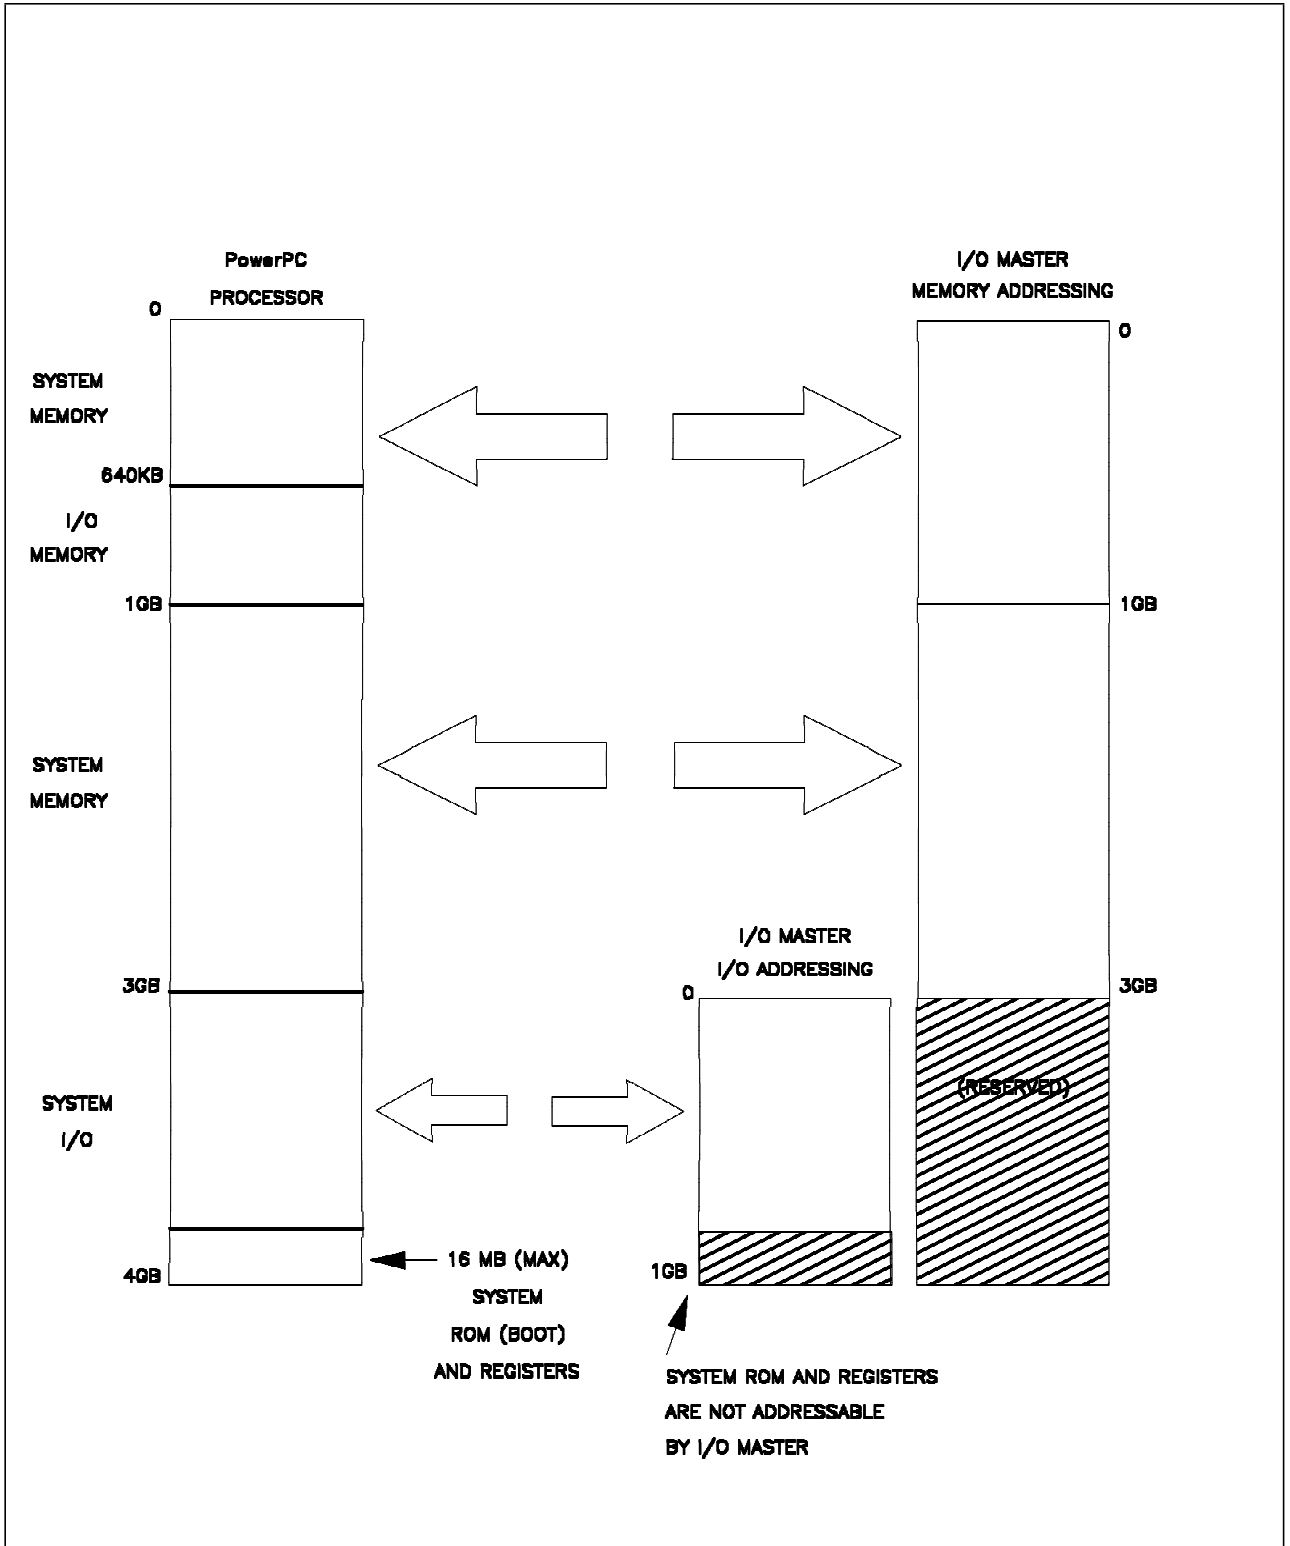 PowerPC
PROCESSOR
I/O MASTER
MEMORY ADDRESSING
0
0
SYSTEM
MEMORY
640KB
I/O
MEMORY
1GB
1GB
SYSTEM
MEMORY
I/O MASTER
I/O ADDRESSING
3GB
0
3GB
(RESERVED)
SYSTEM
I/O
4GB
16 MB (MAX)
SYSTEM
ROM (BOOT)
AND REGISTERS
1GB
SYSTEM ROM AND REGISTERS
ARE NOT ADDRESSABLE
BY I/O MASTER